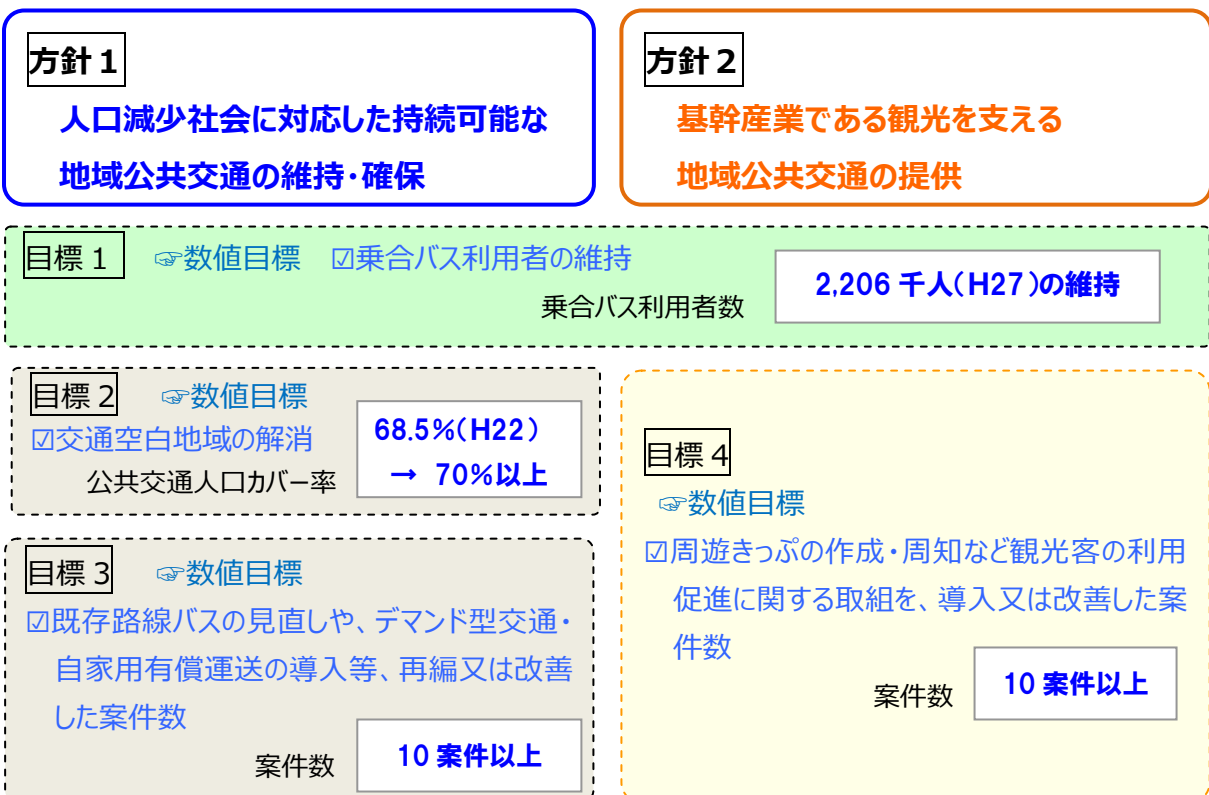 方針1
人口減少社会に対応した持続可能な
地域公共交通の維持・確保
方針2
基幹産業である観光を支える
地域公共交通の提供
目標1 ☞数値目標 ☑乗合バス利用者の維持
乗合バス利用者数
2,206千人(H27)の維持
目標2 ☞数値目標
☑交通空白地域の解消
公共交通人口カバー率
68.5%(H22)
→ 70%以上
目標3 ☞数値目標
☑既存路線バスの見直しや、デマンド型交通・
自家用有償運送の導入等、再編又は改善
した案件数
案件数
10案件以上
目標4
☞数値目標
☑周遊きっぷの作成・周知など観光客の利用
促進に関する取組を、導入又は改善した案
件数
案件数
10案件以上